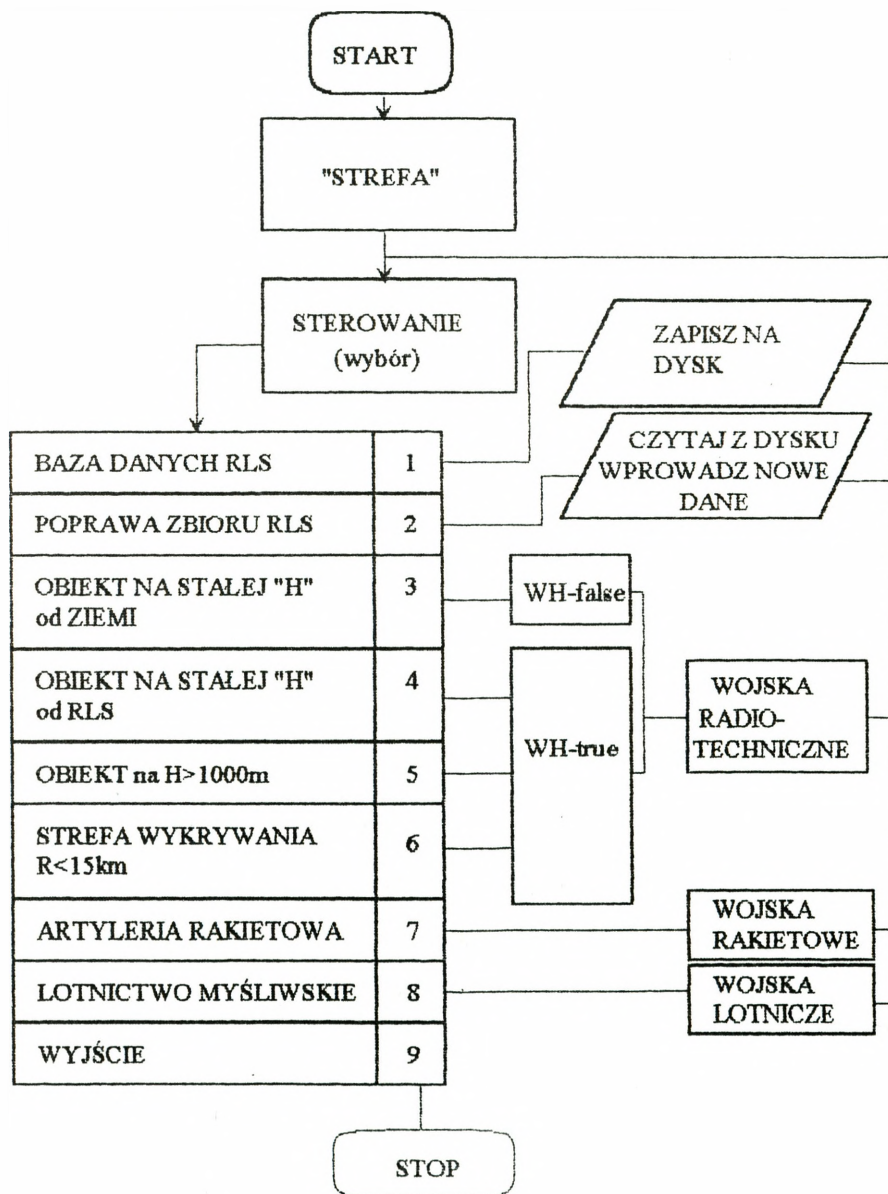 START
"STREFA"
STEROWANIE
(wybór)
ZAPISZ NA
DYSK
CZYTAJ Z DYSKU
WPROWADZ NOWE
DANE
BAZA DANYCH RLS 1
POPRAWA ZBIORU RLS 2
OBIEKT NA STALEJ "H" 3
od ZIEMI
WH-false
OBIEKT NA STALEJ "H" 4
od RLS
WH-true
WOJSKA
RADIO-
TECHNICZNE
OBIEKT na H>1000m 5
STREFA WYKRYWANIA 6
R<15km
ARTYLERIA RAKIETOWA 7
WOJSKA
RAKIETOWE
LOTNICTWO MYŚLIWSKIE 8
WOJSKA
LOTNICZE
WYJŚCIE 9
STOP